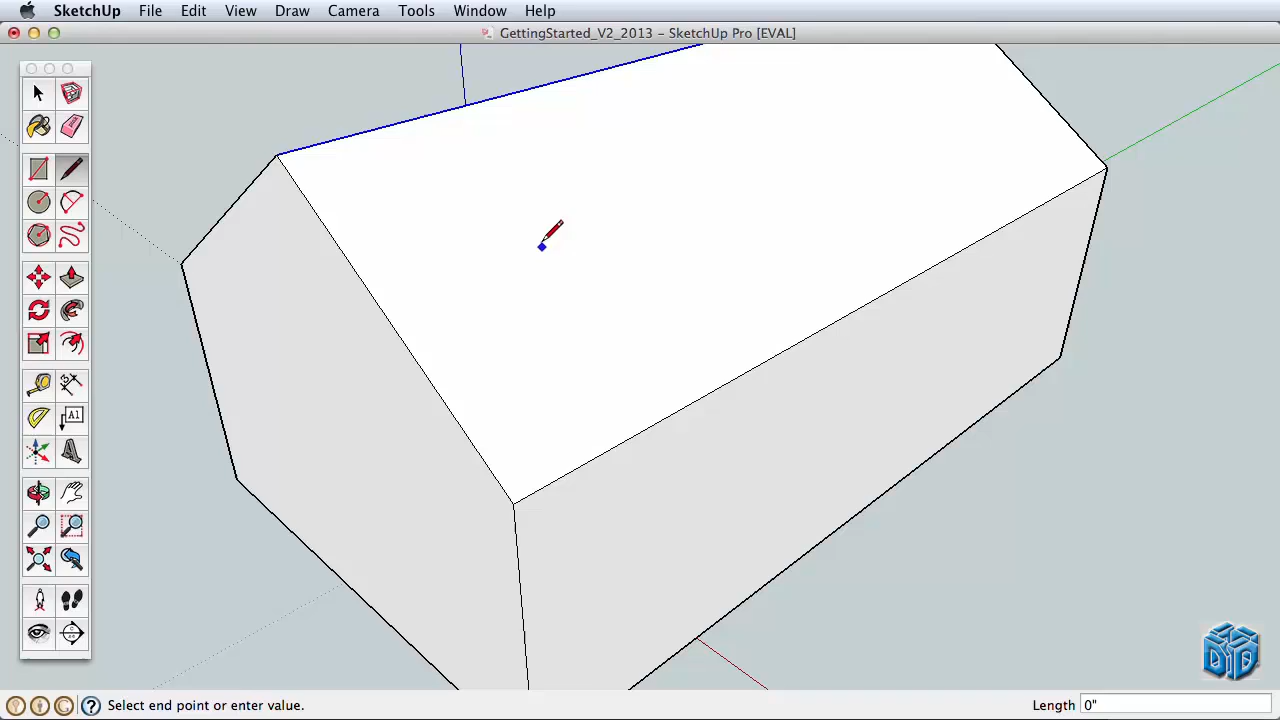 SketchUp File Edit View Draw Camera Tools Window Help
GettingStarted_V2_2013 – SketchUp Pro [EVAL]
A1
Select end point or enter value.
Length 0"